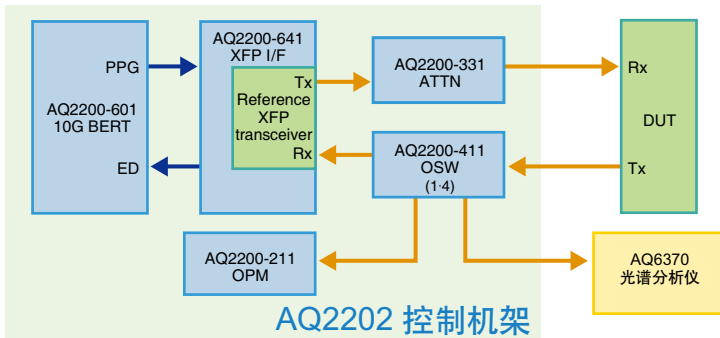 PPG
AQ2200-601
10G BERT
ED
AQ2200-641
XFP I/F
Tx
Reference
XFP
transceiver
Rx
AQ2200-331
ATTN
AQ2200-411
OSW
(1·4)
Rx
DUT
Tx
AQ2200-211
OPM
AQ6370
光谱分析仪
AQ2202 控制机架